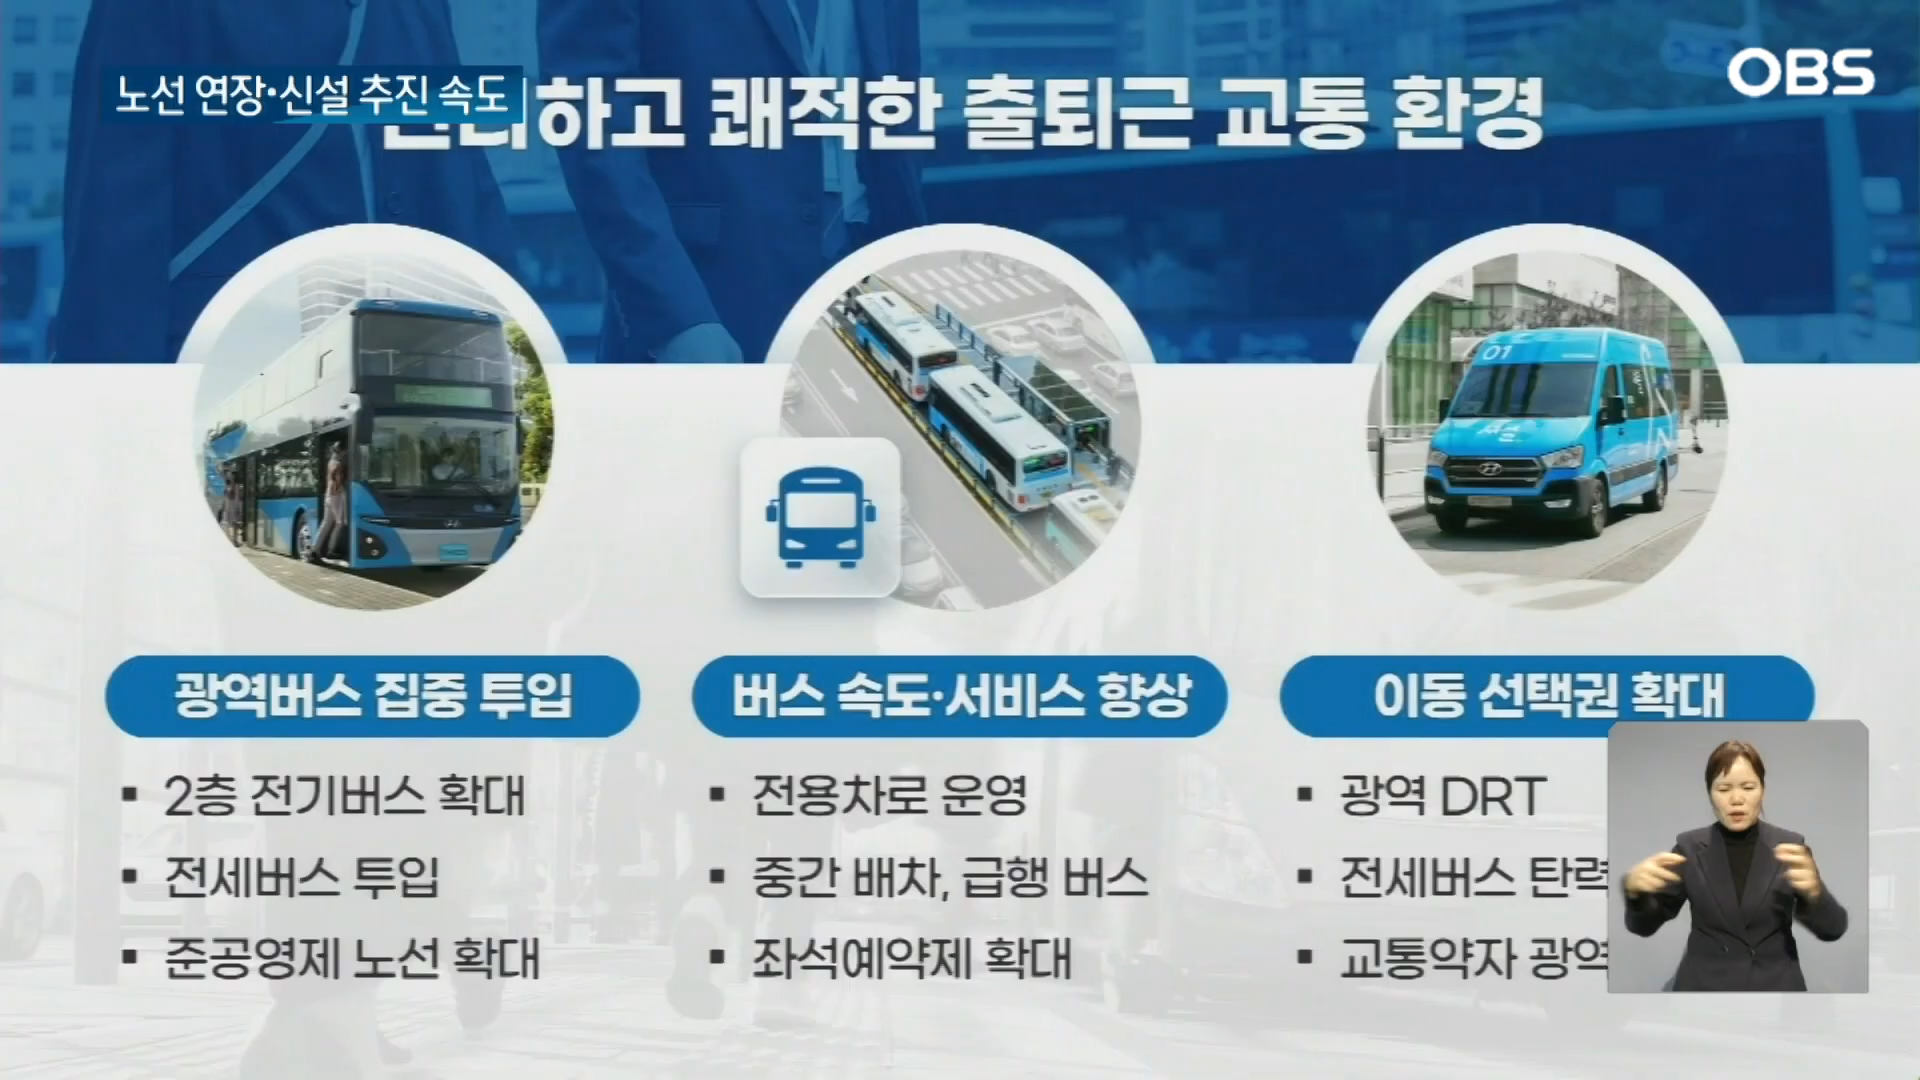 노선 연장·신설 추진 속도
OBS
하고 쾌적한 출퇴근 교통 환경
01
광역버스 집중 투입
2층 전기버스 확대
전세버스 투입
준공영제 노선 확대
버스 속도·서비스 향상
전용차로 운영
중간 배차, 급행 버스
좌석예약제 확대
이동 선택권 확대
광역 DRT
전세버스 탄력
교통약자 광역